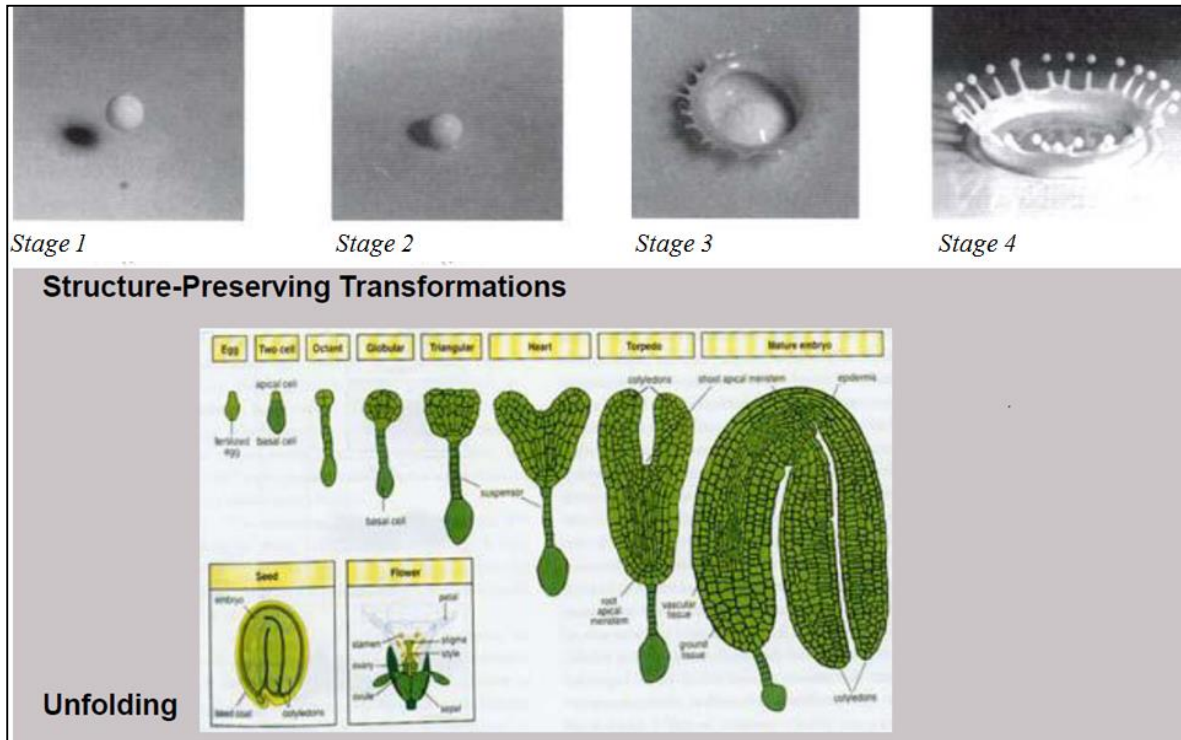 Stage 1
Stage 2
Stage 3
Stage 4
Structure-Preserving Transformations
Egg
Two cell
Octant
Globular
Triangular
Heart
Torpedo
Mature embryo
apical cell
cotyledons
shoot apical meristem
epidermis
fertilized
egg
basal cell
suspensor
basal cell
root
apical
meristem
vascular
tissue
ground
tissue
cotyledons
Seed
embryo
seed coat
cotyledons
Flower
petal
stamen
stigma
style
ovary
ovule
sepal
Unfolding